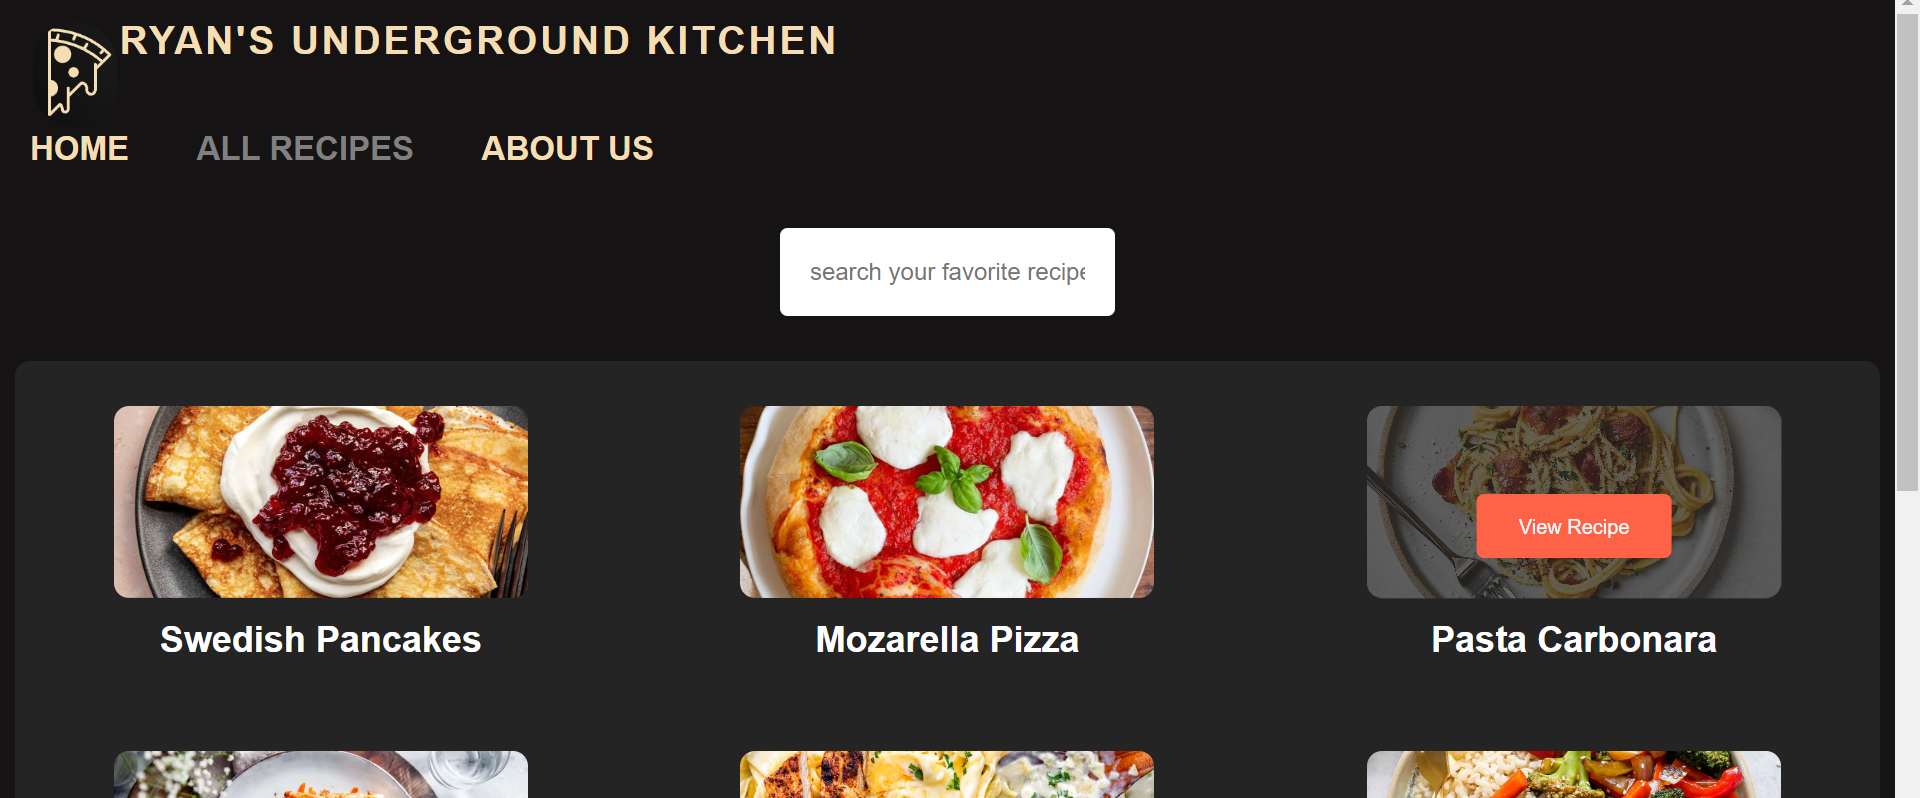 RYAN'S UNDERGROUND KITCHEN
HOME ALL RECIPES ABOUT US
search your favorite recipe
View Recipe
Swedish Pancakes Mozarella Pizza Pasta Carbonara